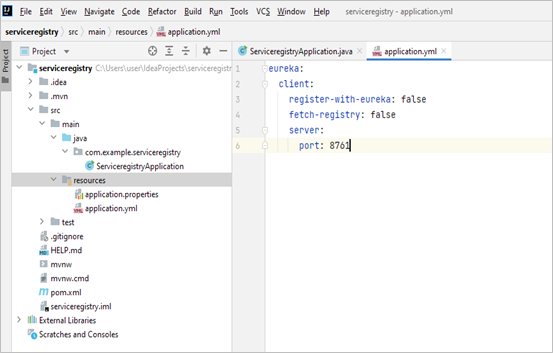 File Edit View Navigate Code Refactor Build Run Tools VCS Window Help serviceregistry - application.yml
serviceregistry src main resources application.yml
Project
Project
ServiceregistryApplication.java
application.yml
serviceregistry C:\Users\user\IdeaProjects\serviceregistr
.idea
.mvn
src
main
java
com.example.serviceregistry
ServiceregistryApplication
resources
application.properties
application.yml
test
.gitignore
HELP.md
mvnw
mvnw.cmd
pom.xml
serviceregistry.iml
External Libraries
Scratches and Consoles
1 eureka:
2 client:
3 register-with-eureka: false
4 fetch-registry: false
5 server:
6 port: 8761